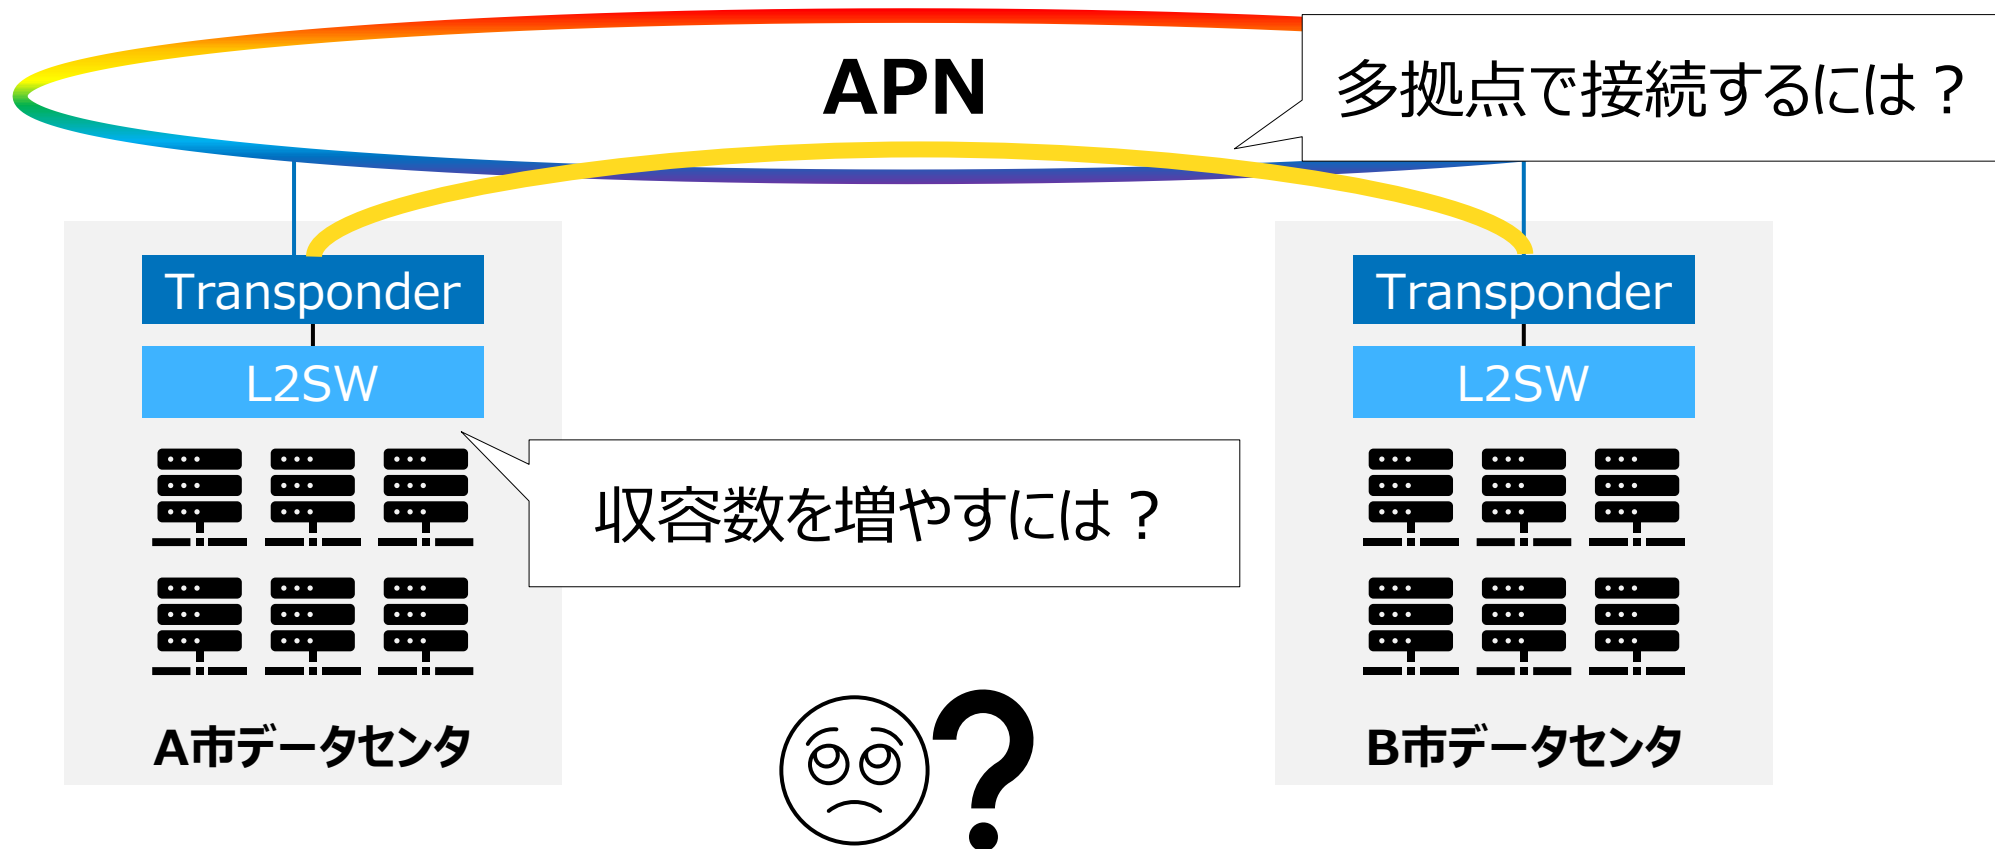 APN
多拠点で接続するには？
Transponder
Transponder
L2SW
L2SW
収容数を増やすには？
A市データセンタ
B市データセンタ
?